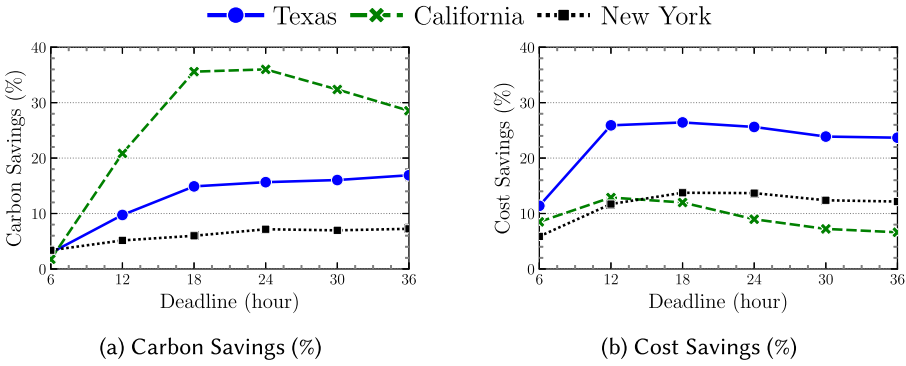 Texas California New York
40
30
20
10
0
Carbon Savings (%)
6 12 18 24 30 36
Deadline (hour)
(a) Carbon Savings (%)
40
30
20
10
0
Cost Savings (%)
6 12 18 24 30 36
Deadline (hour)
(b) Cost Savings (%)